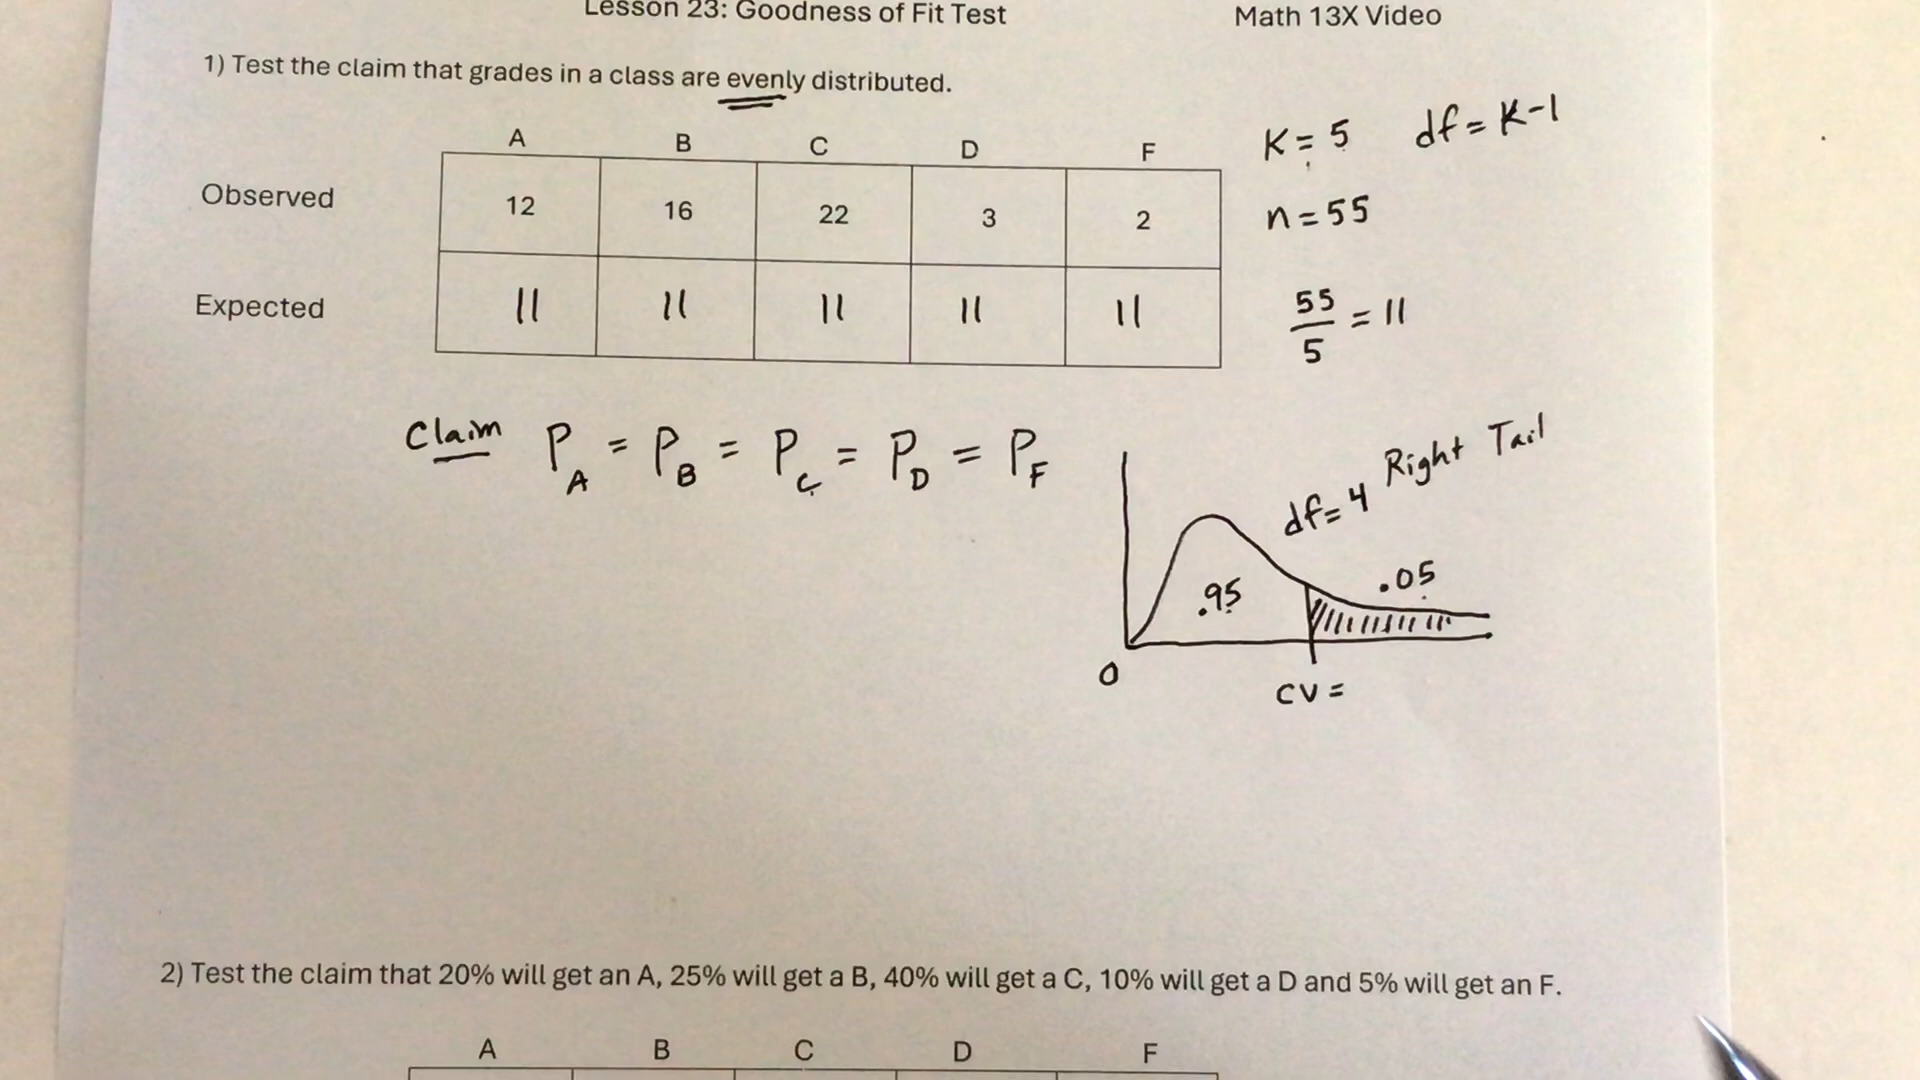 Lesson 23: Goodness of Fit Test
Math 13X Video
1) Test the claim that grades in a class are evenly distributed.
A B C D F
Observed 12 16 22 3 2
Expected 11 11 11 11 11
K = 5 df = K-1
n = 55
55/5 = 11
Claim P_A = P_B = P_C = P_D = P_F
df = 4 Right Tail
.95 .05
0
CV =
2) Test the claim that 20% will get an A, 25% will get a B, 40% will get a C, 10% will get a D and 5% will get an F.
A B C D F